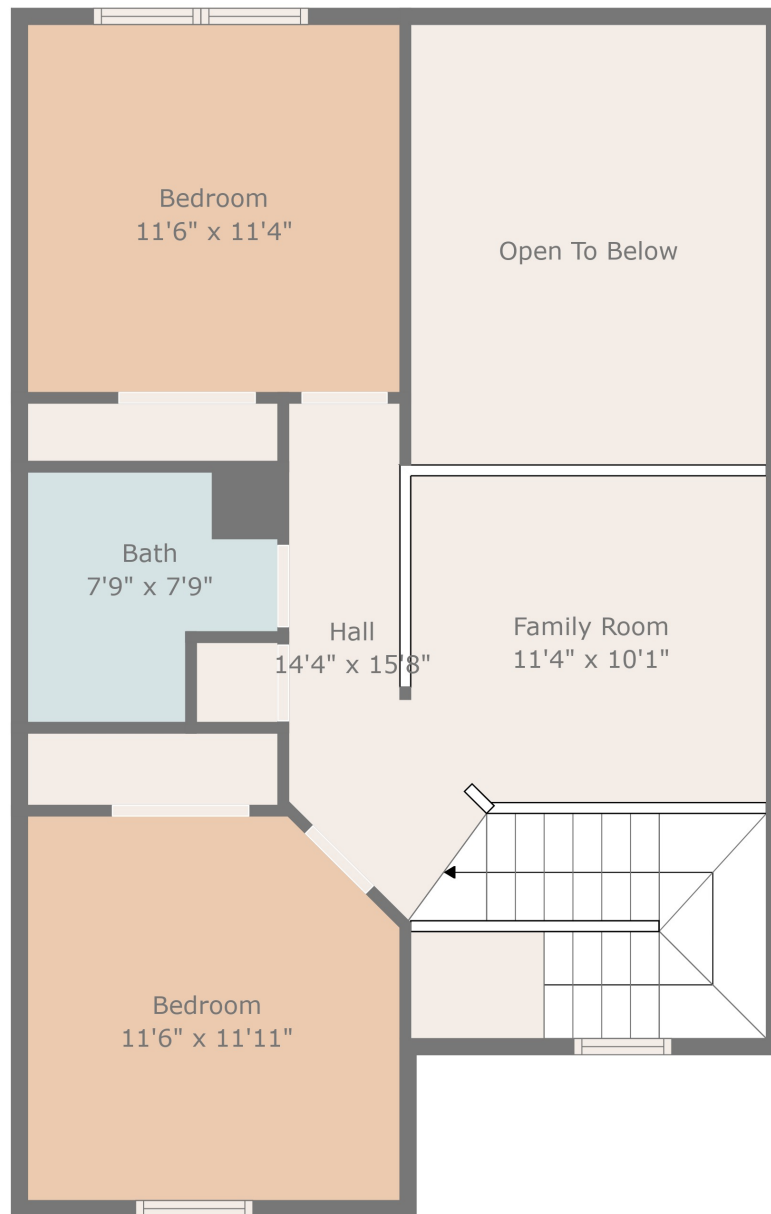 Bedroom
11'6" x 11'4"
Open To Below
Bath
7'9" x 7'9"
Hall
14'4" x 15'8"
Family Room
11'4" x 10'1"
Bedroom
11'6" x 11'11"